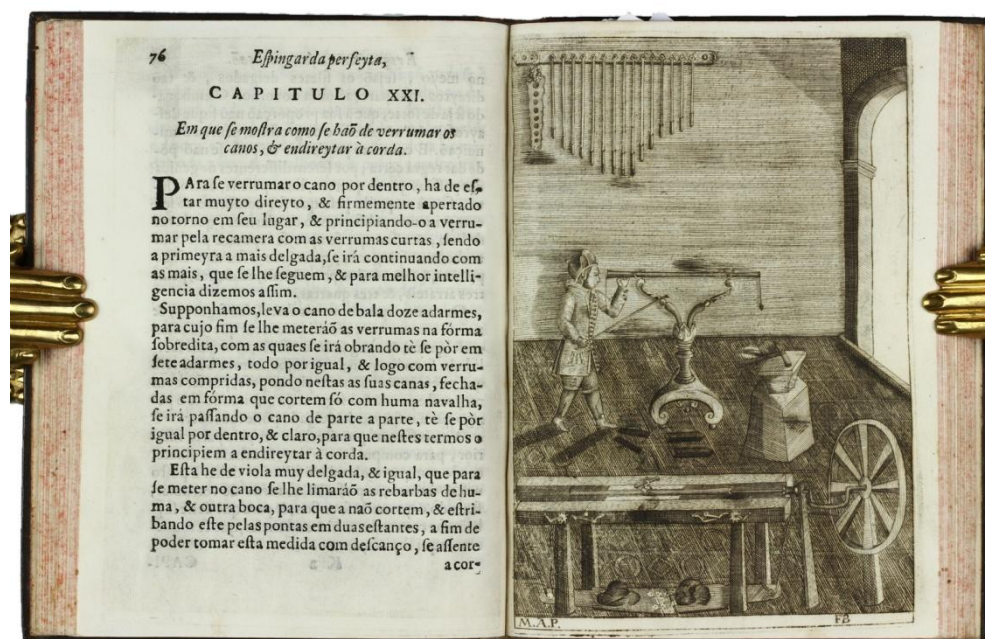 76 Eſpingarda perfeyta,
CAPITULO XXI.
Em que ſe moſtra como ſe haõ de verrumar os
canos, & endireytar à corda.
PAra ſe verrumar o cano por dentro, ha de eſ-
tar muyto direyto, & firmemente apertado
no torno em ſeu lugar, & principiando-o a verru-
mar pela recamera com as verrumas curtas, ſendo
a primeyra a mais delgada, ſe irá continuando com
as mais, que ſe lhe ſeguem, & para melhor intelli-
gencia dizemos aſſim.
Supponhamos, leva o cano de bala doze adarmes,
para cujo fim ſe lhe meteráõ as verrumas na fórma
ſobredita, com as quaes ſe irá obrando tè ſe pòr em
ſete adarmes, todo por igual, & logo com verru-
mas compridas, pondo neſtas as ſuas canas, fecha-
das em fórma que cortem ſó com huma navalha,
ſe irá paſſando o cano de parte a parte, tè ſe pòr
igual por dentro, & claro, para que neſtes termos o
principiem a endireytar à corda.
Eſta he de viola muy delgada, & igual, que para
ſe meter no cano ſe lhe limaráõ as rebarbas de hu-
ma, & outra boca, para que a naõ cortem, & eſtri-
bando eſte pelas pontas em duas eſtantes, a fim de
poder tomar eſta medida com deſcanço, ſe aſſente
a cor-
M.A.P.
FB